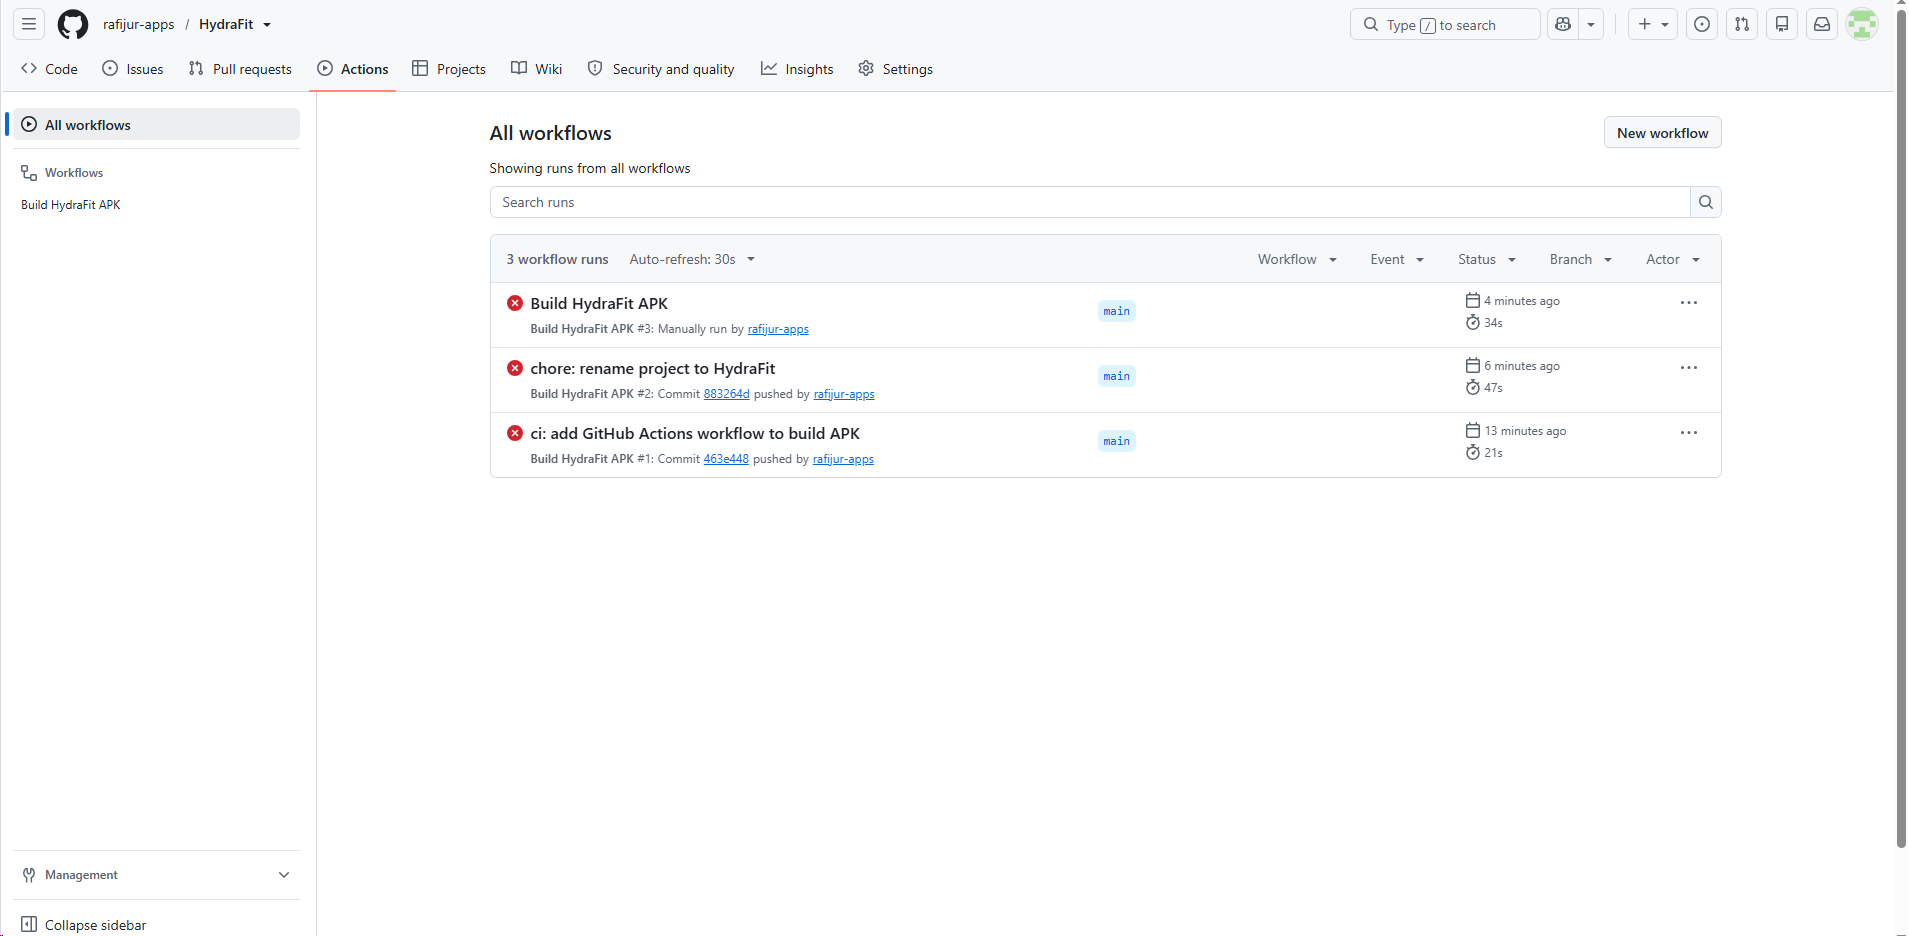 rafijur-apps / HydraFit
Type / to search
Code Issues Pull requests Actions Projects Wiki Security and quality Insights Settings
All workflows
Workflows
Build HydraFit APK
Management
Collapse sidebar
All workflows
New workflow
Showing runs from all workflows
Search runs
3 workflow runs Auto-refresh: 30s Workflow Event Status Branch Actor
Build HydraFit APK
Build HydraFit APK #3: Manually run by rafijur-apps
main
4 minutes ago
34s
chore: rename project to HydraFit
Build HydraFit APK #2: Commit 883264d pushed by rafijur-apps
main
6 minutes ago
47s
ci: add GitHub Actions workflow to build APK
Build HydraFit APK #1: Commit 463e448 pushed by rafijur-apps
main
13 minutes ago
21s